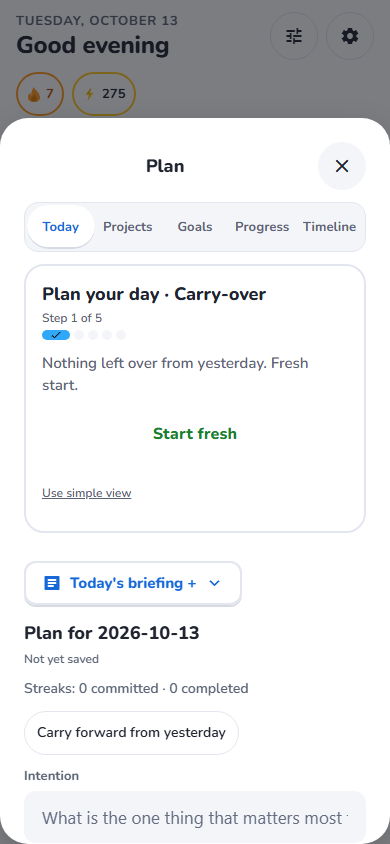 TUESDAY, OCTOBER 13
Good evening
7
275
Plan
Today Projects Goals Progress Timeline
Plan your day · Carry-over
Step 1 of 5
Nothing left over from yesterday. Fresh
start.
Start fresh
Use simple view
Today's briefing +
Plan for 2026-10-13
Not yet saved
Streaks: 0 committed · 0 completed
Carry forward from yesterday
Intention
What is the one thing that matters most